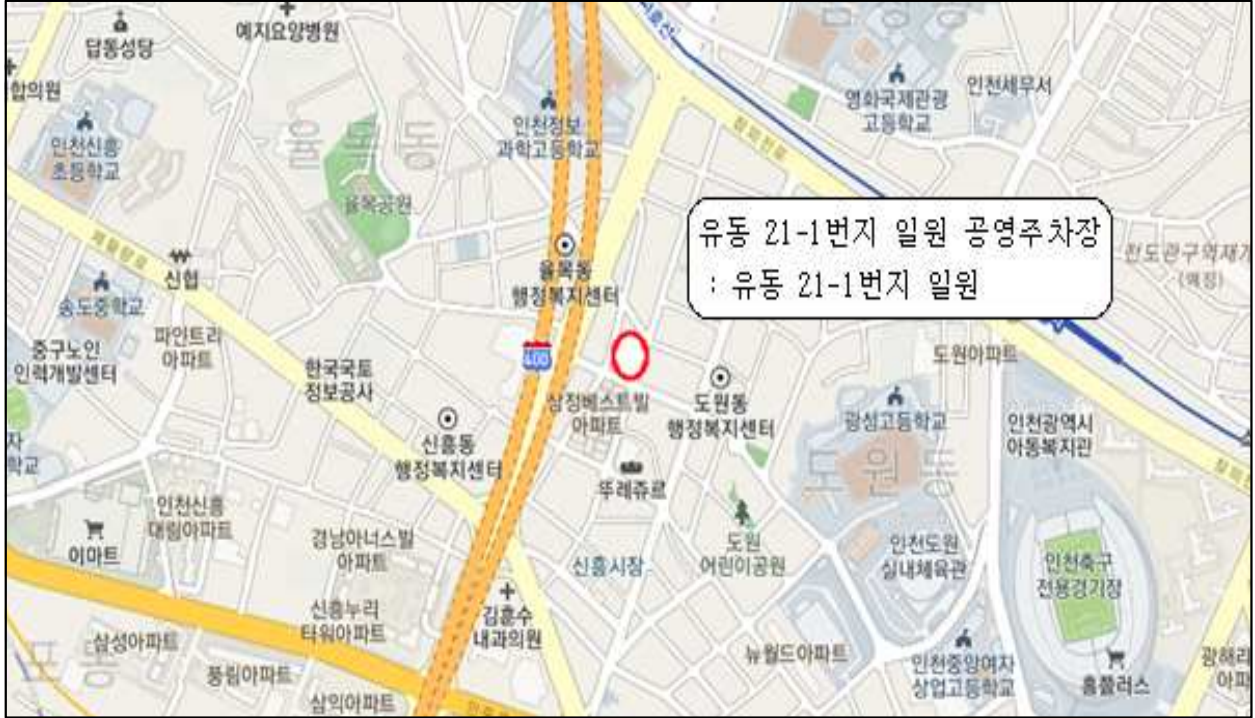 답동성당
예지요양병원
인천세무서
영화국제관광
고등학교
인천신흥
초등학교
율목동
인천정보
과학고등학교
율목공원
참외전로
유동 21-1번지 일원 공영주차장
: 유동 21-1번지 일원
율목동
행정복지센터
신협
송도중학교
파인트리
아파트
중구노인
인력개발센터
한국국토
정보공사
400
도원아파트
삼정베스트빌
아파트
도원동
행정복지센터
광성고등학교
인천광역시
아동복지관
신흥동
행정복지센터
뚜레쥬르
도원동
인천신흥
대림아파트
이마트
경남아너스빌
아파트
신흥시장
도원
어린이공원
인천도원
실내체육관
인천축구
전용경기장
신흥누리
타워아파트
김훈수
내과의원
삼성아파트
풍림아파트
삼익아파트
뉴월드아파트
인천중앙여자
상업고등학교
홈플러스